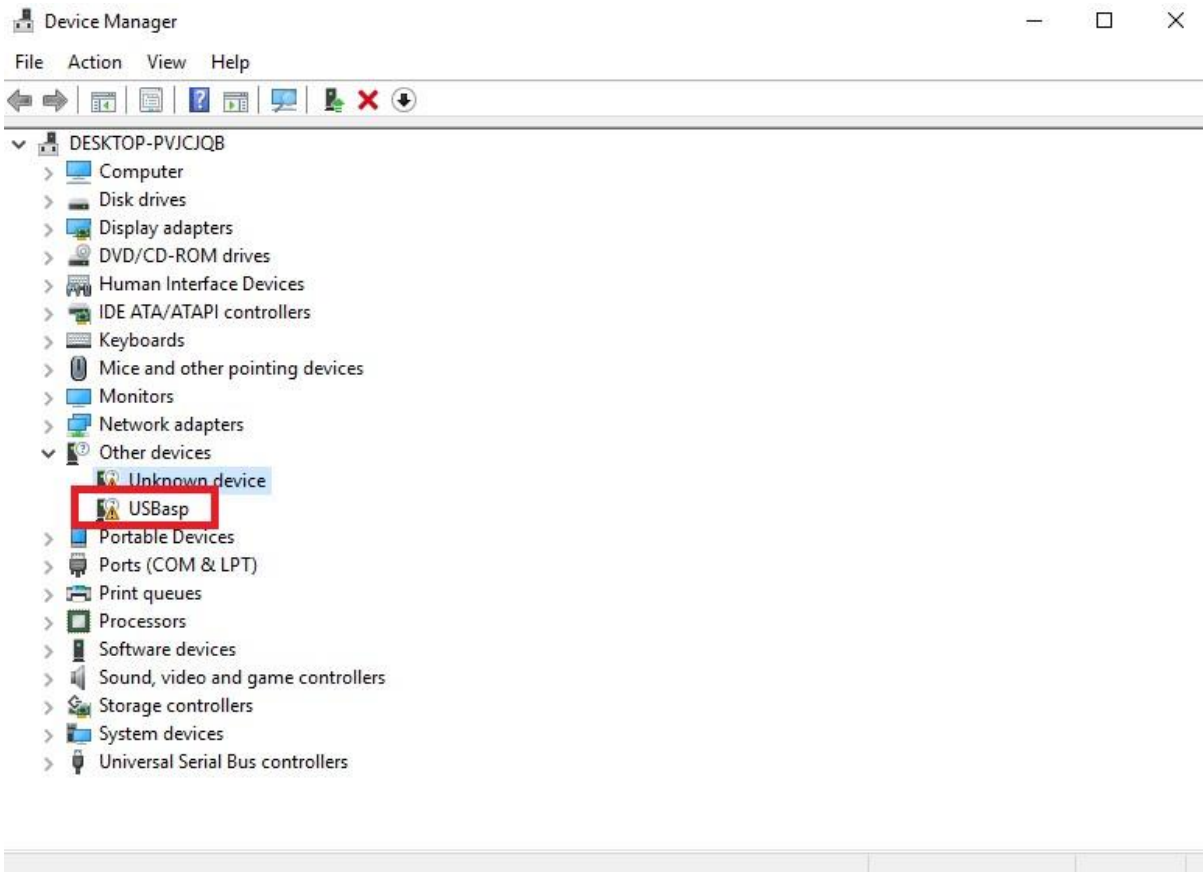 Device Manager
File Action View Help
DESKTOP-PVJCJQB
Computer
Disk drives
Display adapters
DVD/CD-ROM drives
Human Interface Devices
IDE ATA/ATAPI controllers
Keyboards
Mice and other pointing devices
Monitors
Network adapters
Other devices
Unknown device
USBasp
Portable Devices
Ports (COM & LPT)
Print queues
Processors
Software devices
Sound, video and game controllers
Storage controllers
System devices
Universal Serial Bus controllers